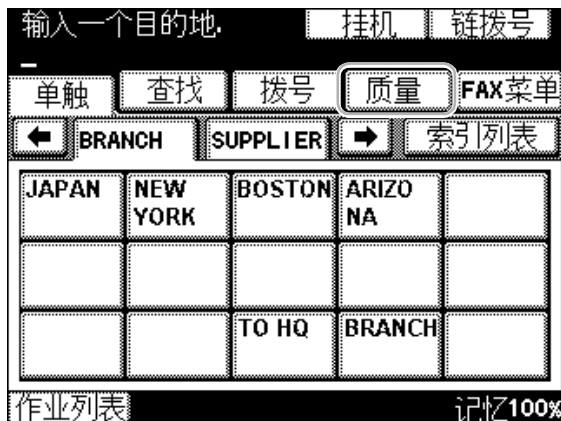 输入一个目的地. 挂机 链拨号
单触 查找 拨号 质量 FAX菜单
BRANCH SUPPLIER 索引列表
JAPAN NEW YORK BOSTON ARIZONA
TO HQ BRANCH
作业列表 记忆100%